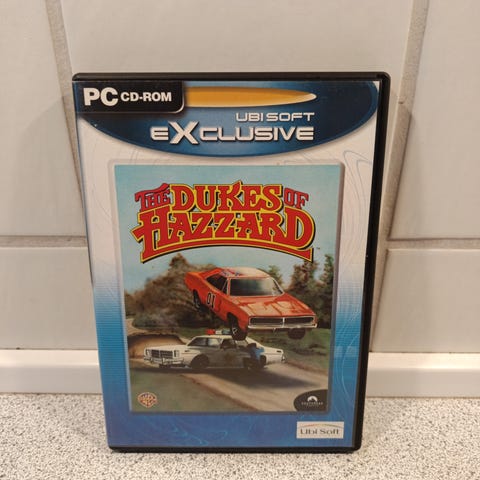 PC CD-ROM
UBI SOFT
eXclusive
THE DUKES OF
HAZZARD
01
Ubi Soft